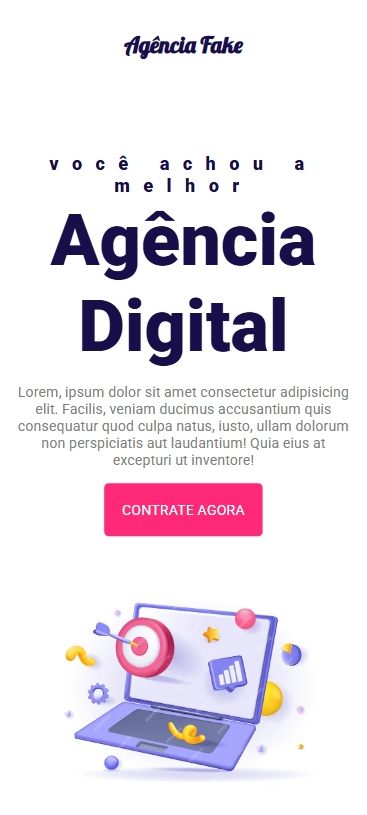 Agência Fake
você achou a
melhor
Agência
Digital
Lorem, ipsum dolor sit amet consectetur adipisicing
elit. Facilis, veniam ducimus accusantium quis
consequatur quod culpa natus, iusto, ullam dolorum
non perspiciatis aut laudantium! Quia eius at
excepturi ut inventore!
CONTRATE AGORA